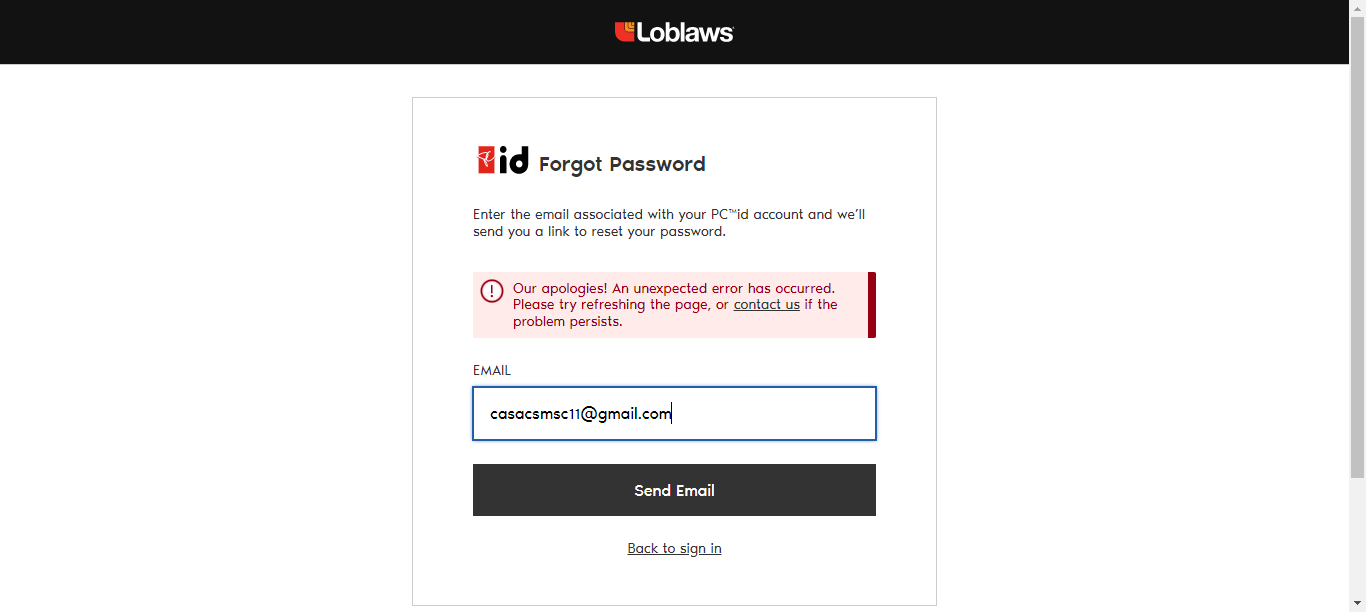 Loblaws
id Forgot Password
Enter the email associated with your PC™id account and we'll
send you a link to reset your password.
Our apologies! An unexpected error has occurred.
Please try refreshing the page, or contact us if the
problem persists.
EMAIL
casacsmsc11@gmail.com
Send Email
Back to sign in